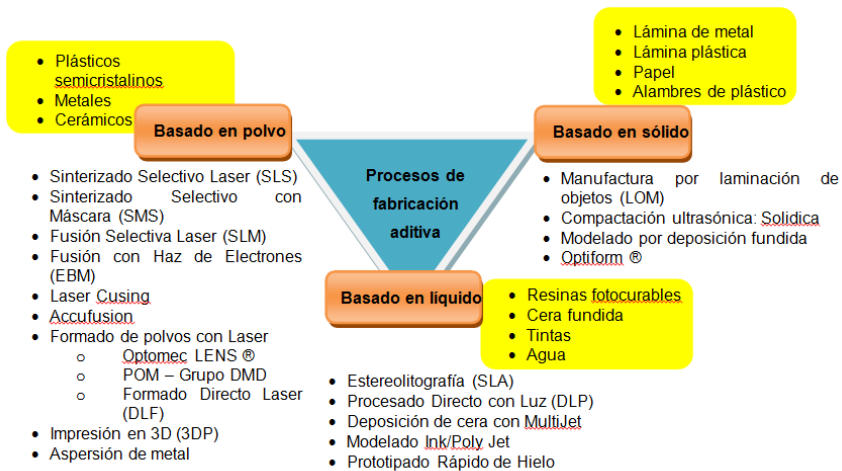 Plásticos
semicristalinos
Metales
Cerámicos
Basado en polvo
Sinterizado Selectivo Laser (SLS)
Sinterizado Selectivo con
Máscara (SMS)
Fusión Selectiva Laser (SLM)
Fusión con Haz de Electrones
(EBM)
Laser Cusing
Accufusion
Formado de polvos con Laser
Optomec LENS ®
POM – Grupo DMD
Formado Directo Laser
(DLF)
Impresión en 3D (3DP)
Aspersión de metal
Procesos de
fabricación
aditiva
Lámina de metal
Lámina plástica
Papel
Alambres de plástico
Basado en sólido
Manufactura por laminación de
objetos (LOM)
Compactación ultrasónica: Solidica
Modelado por deposición fundida
Optiform ®
Basado en líquido
Resinas fotocurables
Cera fundida
Tintas
Agua
Estereolitografía (SLA)
Procesado Directo con Luz (DLP)
Deposición de cera con MultiJet
Modelado Ink/Poly Jet
Prototipado Rápido de Hielo